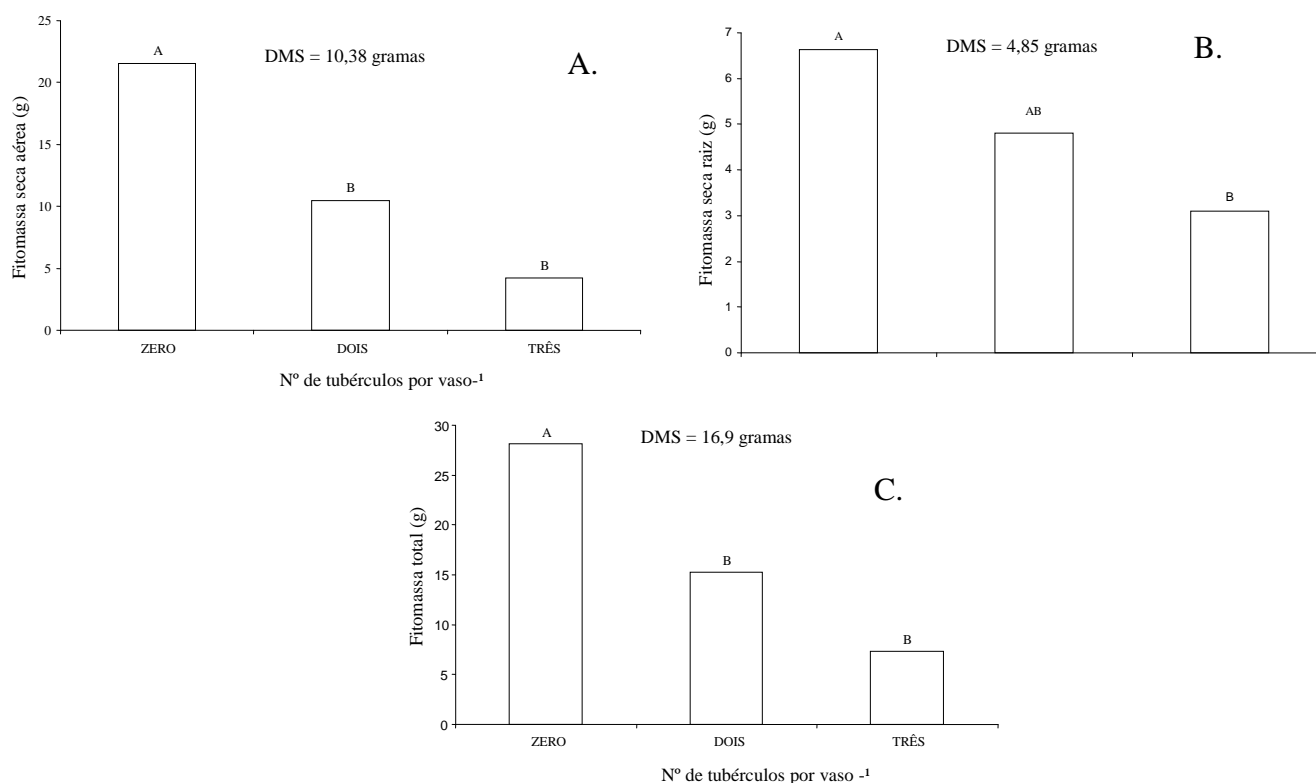 25
20
15
10
5
0
Fitomassa seca aérea (g)
A
B
B
DMS = 10,38 gramas
A.
ZERO DOIS TRÊS
Nº de tubérculos por vaso-¹
7
6
5
4
3
2
1
0
Fitomassa seca raiz (g)
A
AB
B
DMS = 4,85 gramas
B.
30
25
20
15
10
5
0
Fitomassa total (g)
A
B
B
DMS = 16,9 gramas
C.
ZERO DOIS TRÊS
Nº de tubérculos por vaso -¹